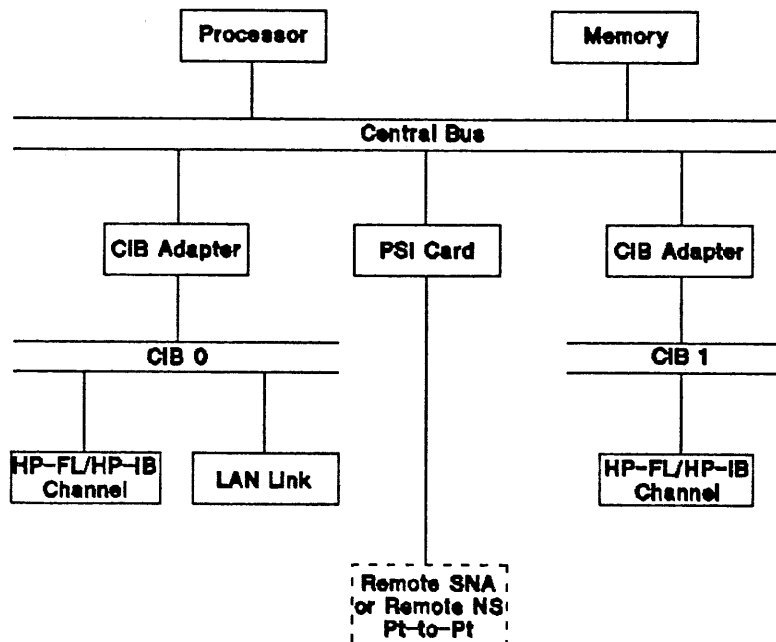 Processor
Memory
Central Bus
CIB Adapter
PSI Card
CIB Adapter
CIB 0
CIB 1
HP-FL/HP-IB
Channel
LAN Link
HP-FL/HP-IB
Channel
Remote SNA
or Remote NS
Pt-to-Pt